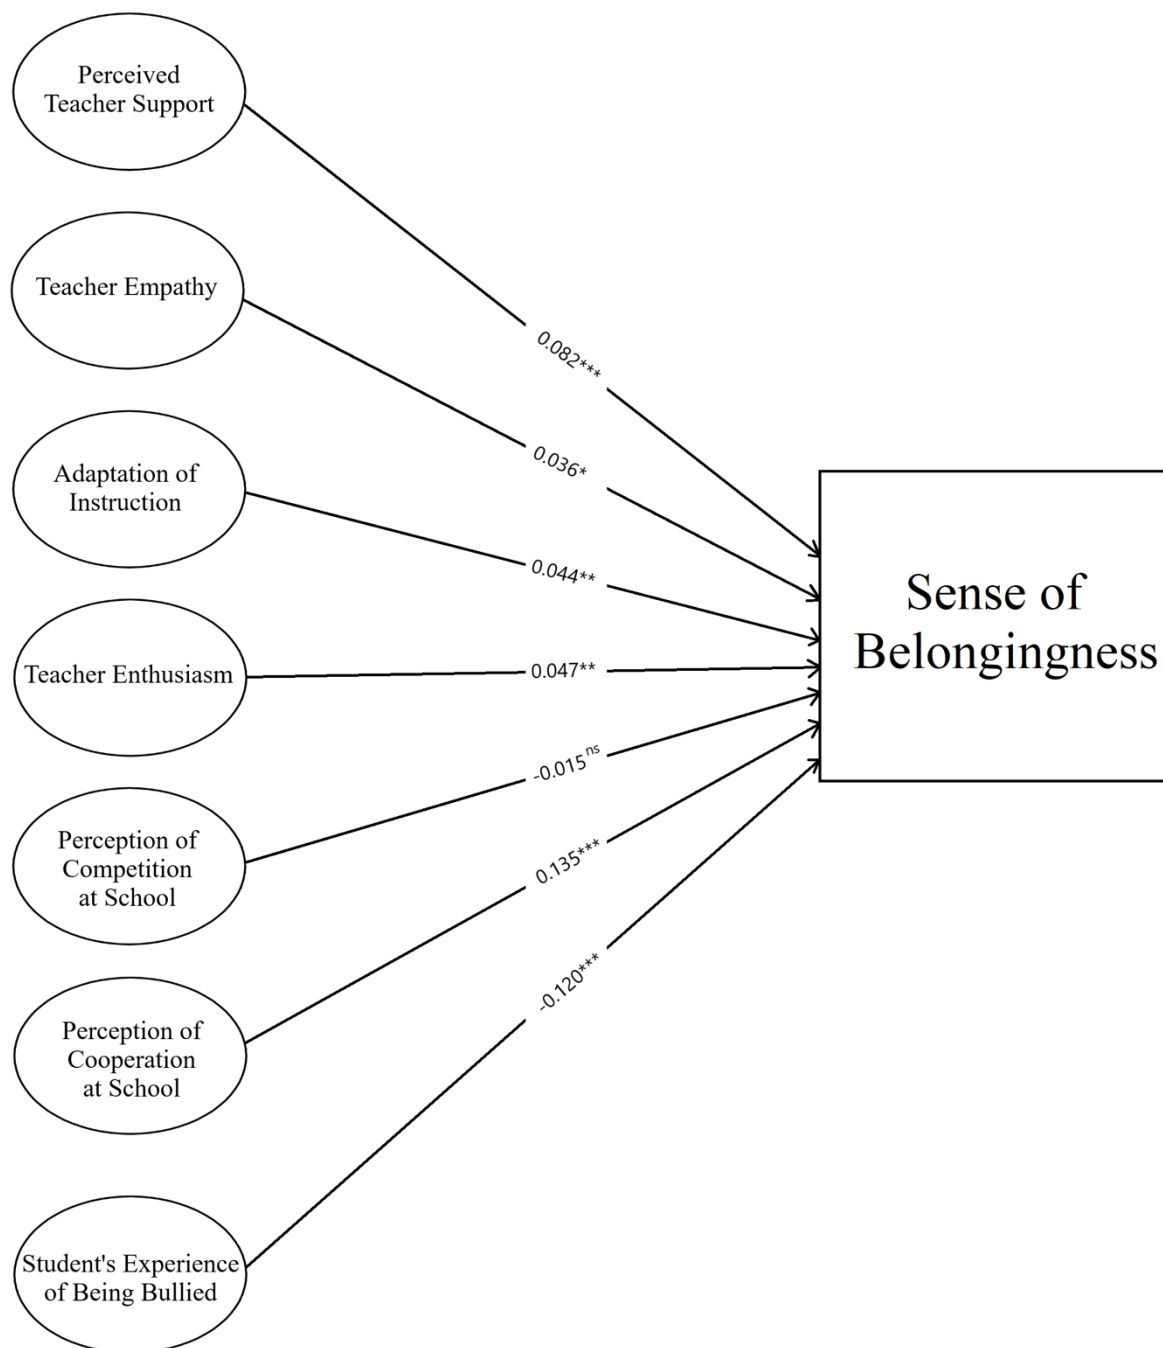 Perceived
Teacher Support
0.082***
Teacher Empathy
0.036*
Adaptation of
Instruction
0.044**
Teacher Enthusiasm
0.047**
Perception of
Competition
at School
-0.015ns
Perception of
Cooperation
at School
0.135***
Student's Experience
of Being Bullied
-0.120***
Sense of
Belongingness